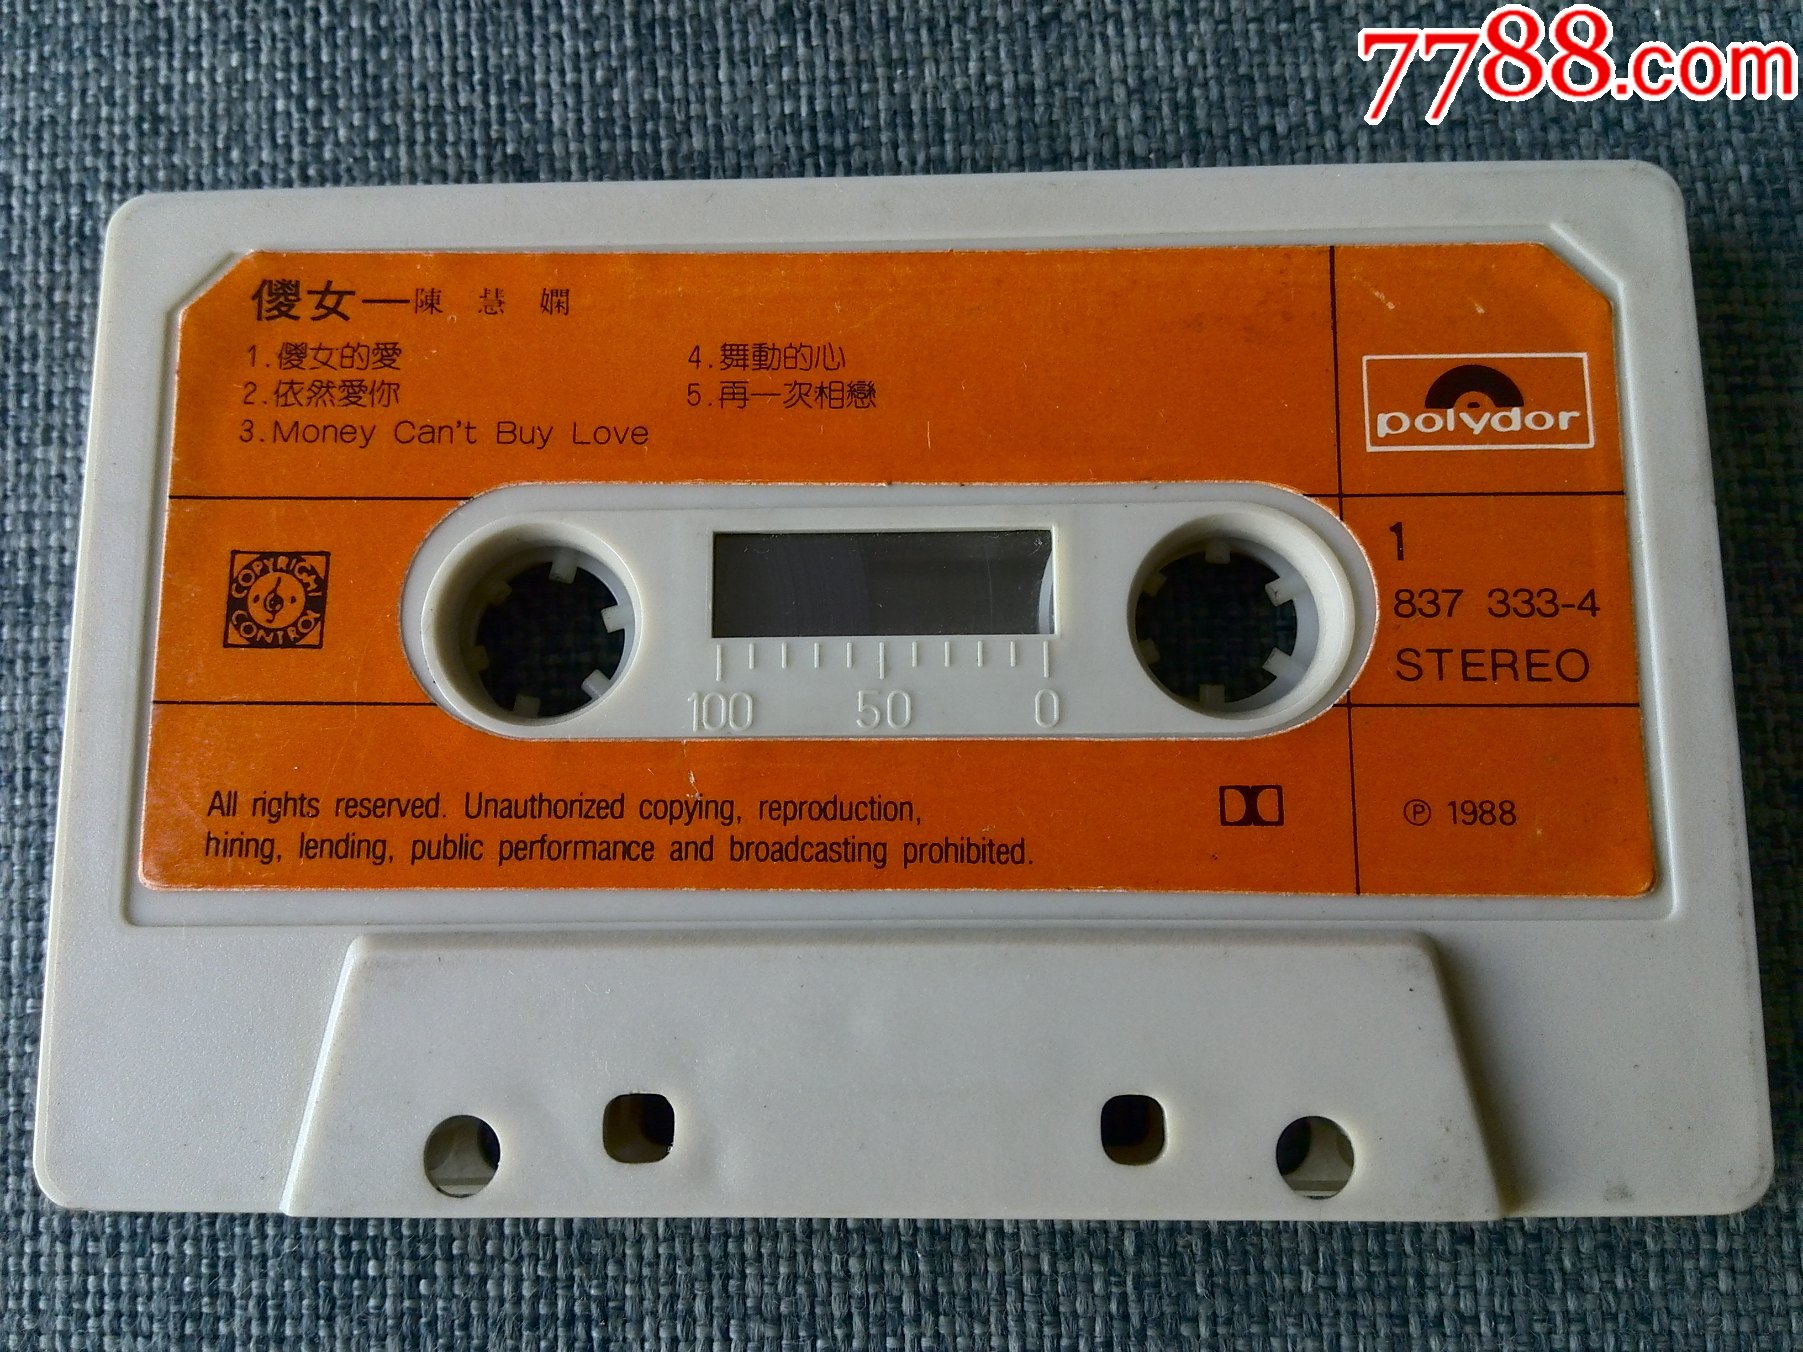 7788.com
傻女—陳慧嫻
1.傻女的愛
2.依然愛你
3.Money Can't Buy Love
4.舞動的心
5.再一次相戀
polydor
COPYRIGHT
CONTROL
1
837 333-4
STEREO
100 50 0
All rights reserved. Unauthorized copying, reproduction,
hiring, lending, public performance and broadcasting prohibited.
℗ 1988